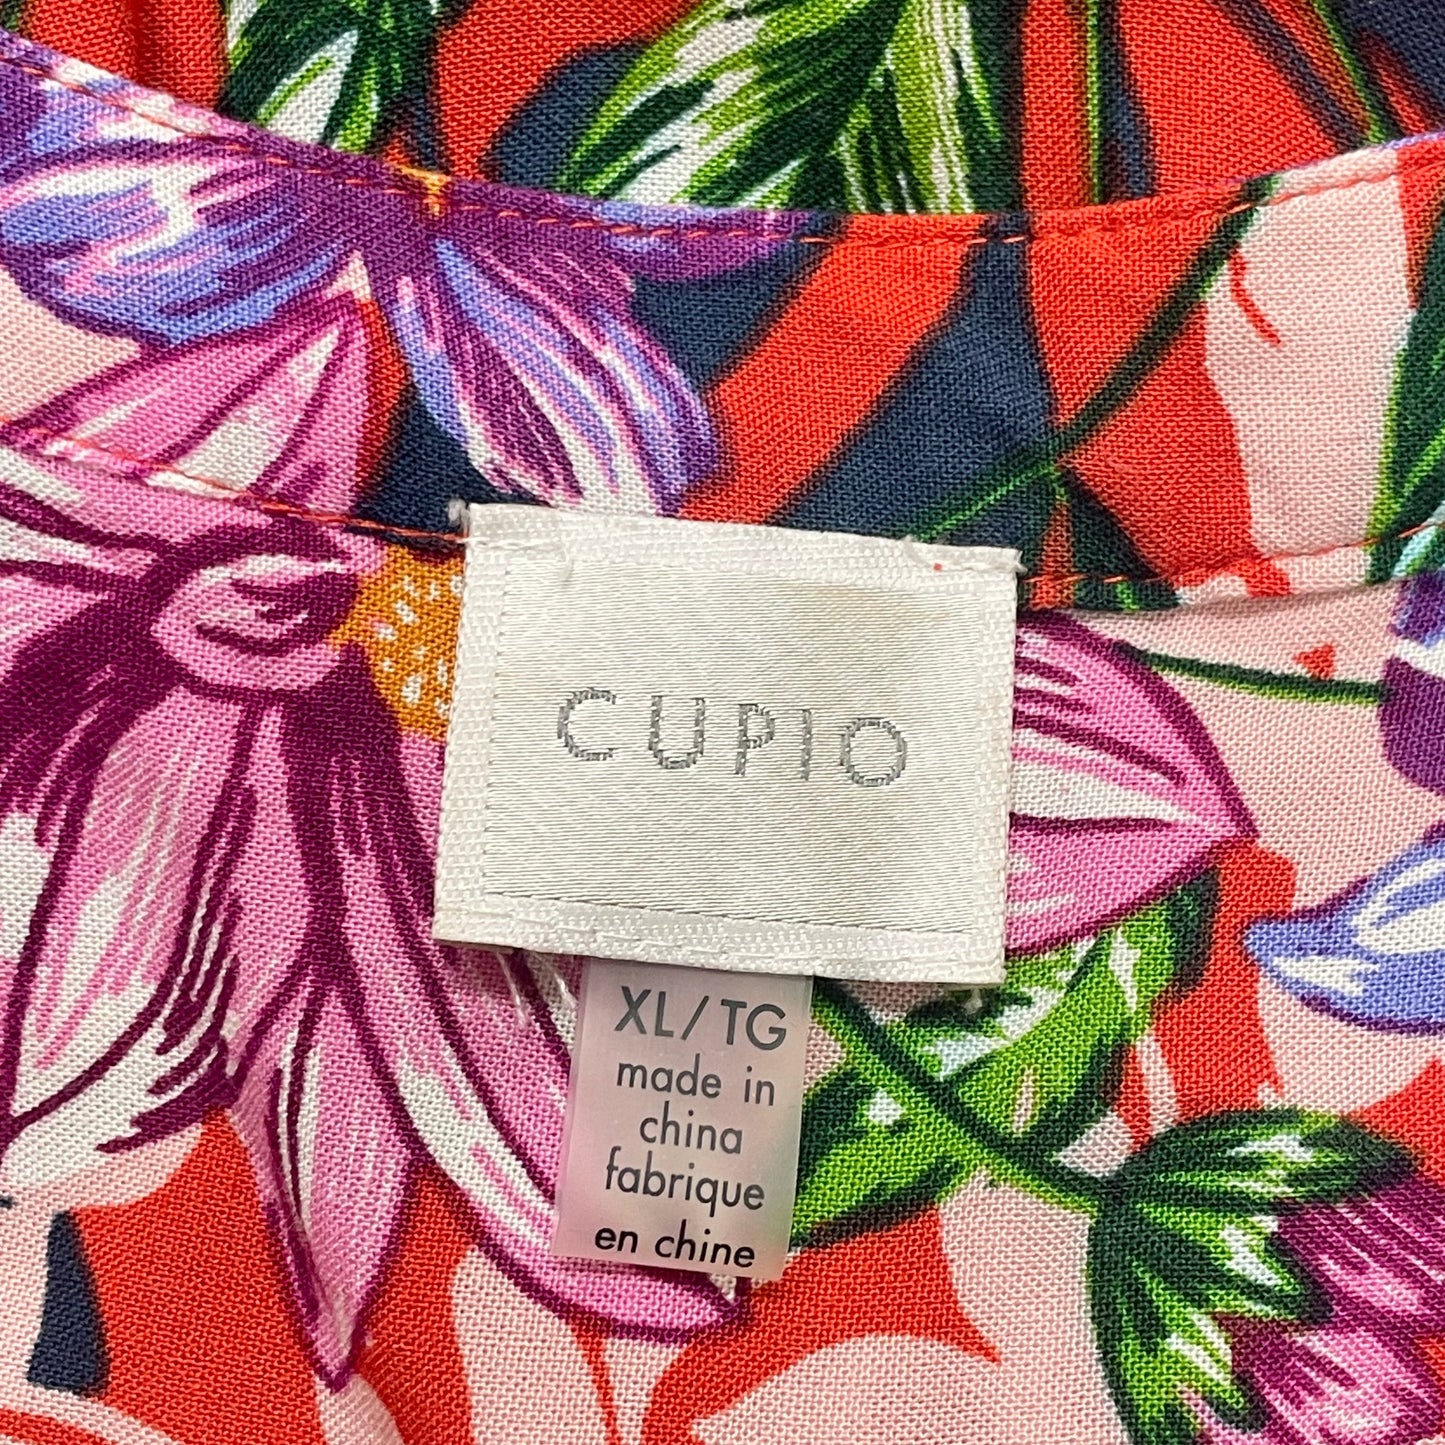 CUPIO
XL/TG
made in
china
fabrique
en chine